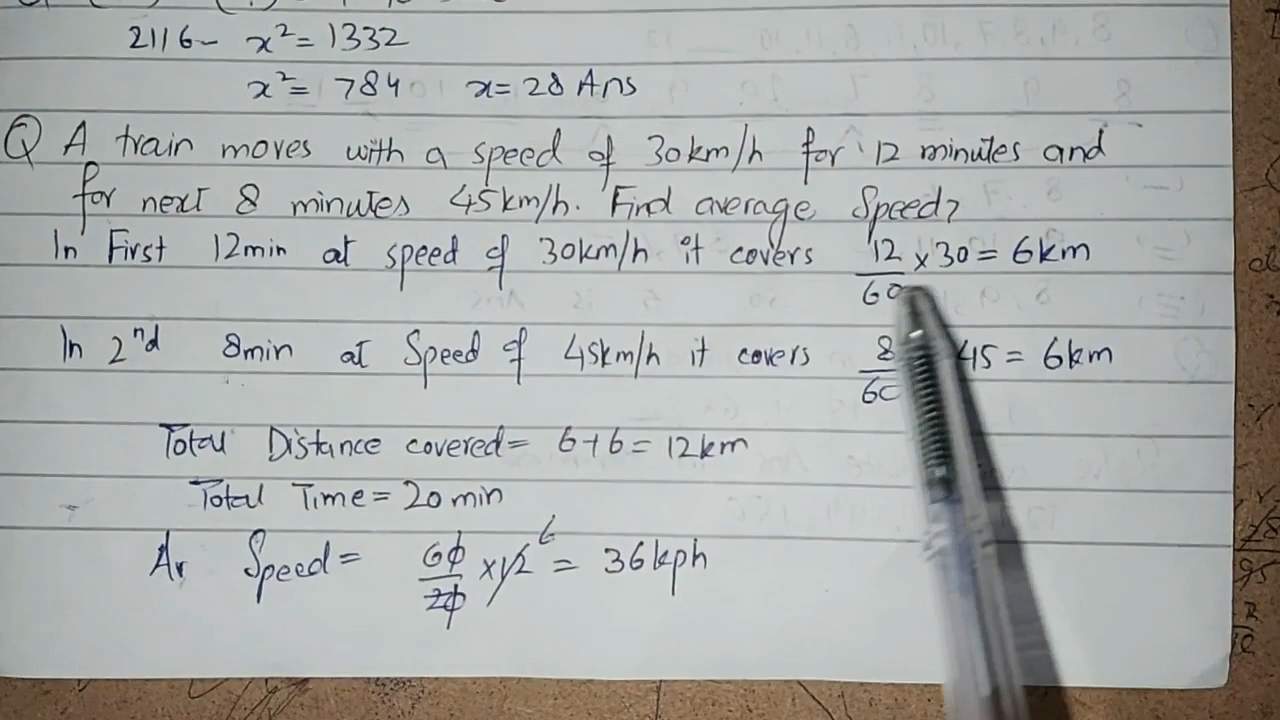 2116- x²= 1332
x²= 784 x=28 Ans
Q A train moves with a speed of 30km/h for 12 minutes and
for next 8 minutes 45km/h. Find average Speed?
In First 12min at speed of 30km/h it covers 12/60 x 30 = 6km
In 2nd 8min at Speed of 45km/h it covers 8/60 45 = 6km
Total Distance covered= 6+6= 12km
Total Time= 20min
Av Speed= 60/20 x 12 6 = 36kph